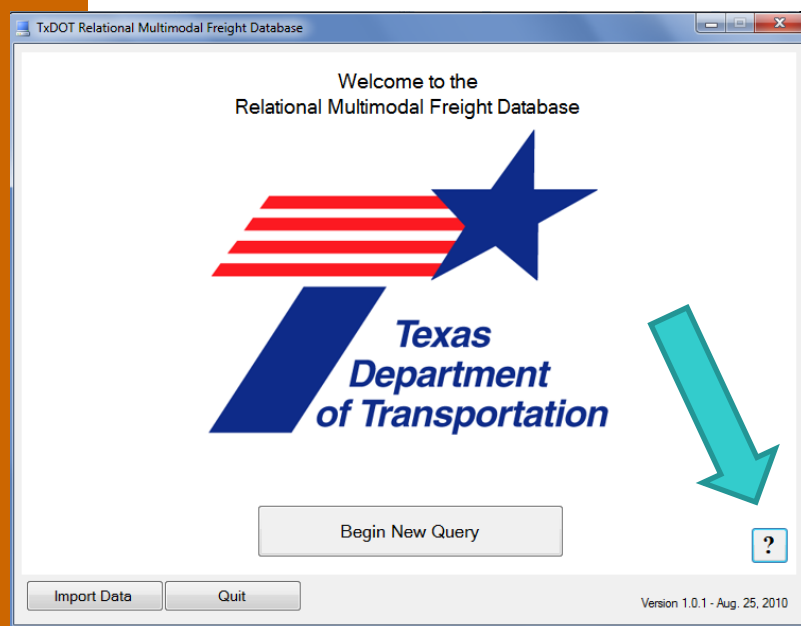 TxDOT Relational Multimodal Freight Database
Welcome to the
Relational Multimodal Freight Database
Texas
Department
of Transportation
Begin New Query
?
Import Data
Quit
Version 1.0.1 - Aug. 25, 2010